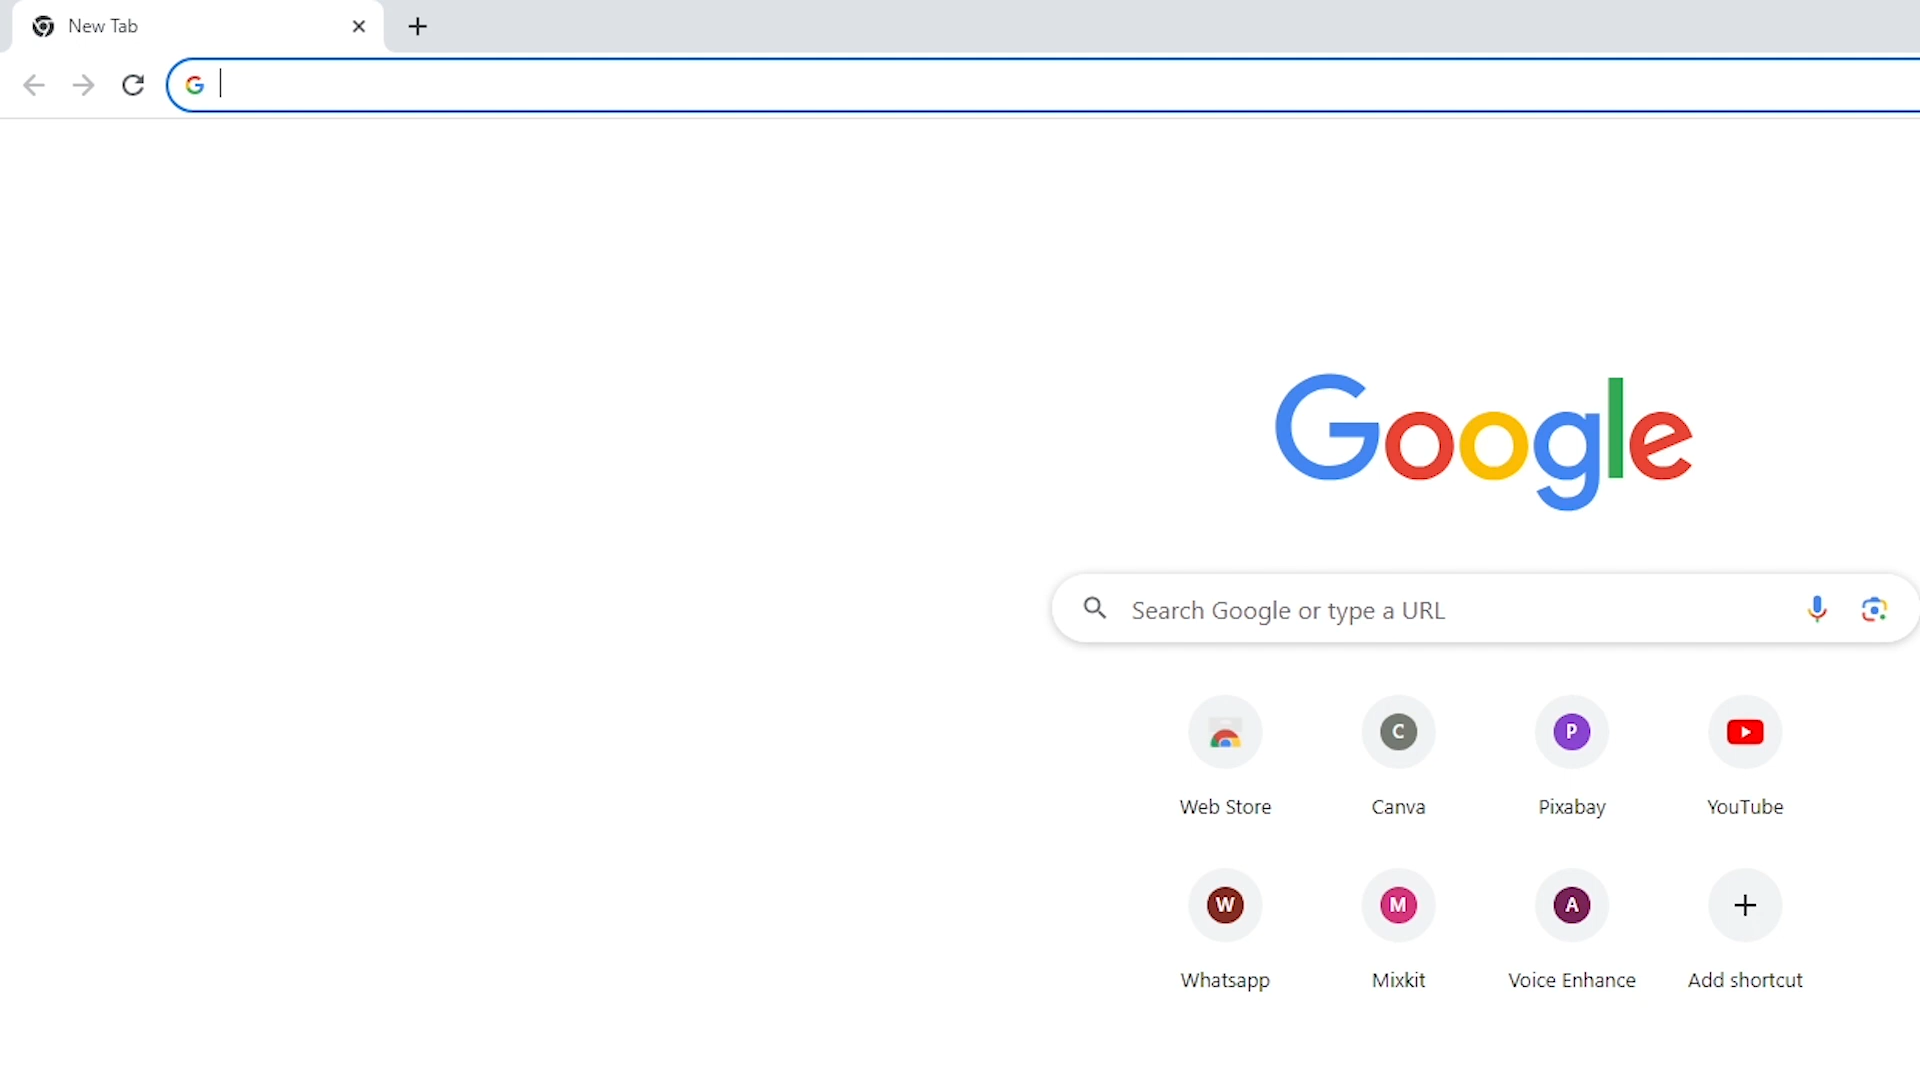 New Tab
Google
Search Google or type a URL
C
P
Web Store
Canva
Pixabay
YouTube
W
M
A
Whatsapp
Mixkit
Voice Enhance
Add shortcut